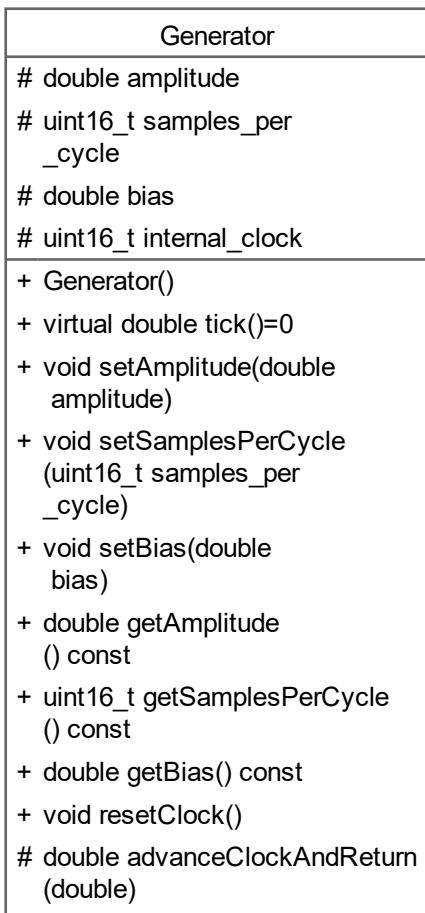 Generator
# double amplitude
# uint16_t samples_per
_cycle
# double bias
# uint16_t internal_clock
+ Generator()
+ virtual double tick()=0
+ void setAmplitude(double
amplitude)
+ void setSamplesPerCycle
(uint16_t samples_per
_cycle)
+ void setBias(double
bias)
+ double getAmplitude
() const
+ uint16_t getSamplesPerCycle
() const
+ double getBias() const
+ void resetClock()
# double advanceClockAndReturn
(double)